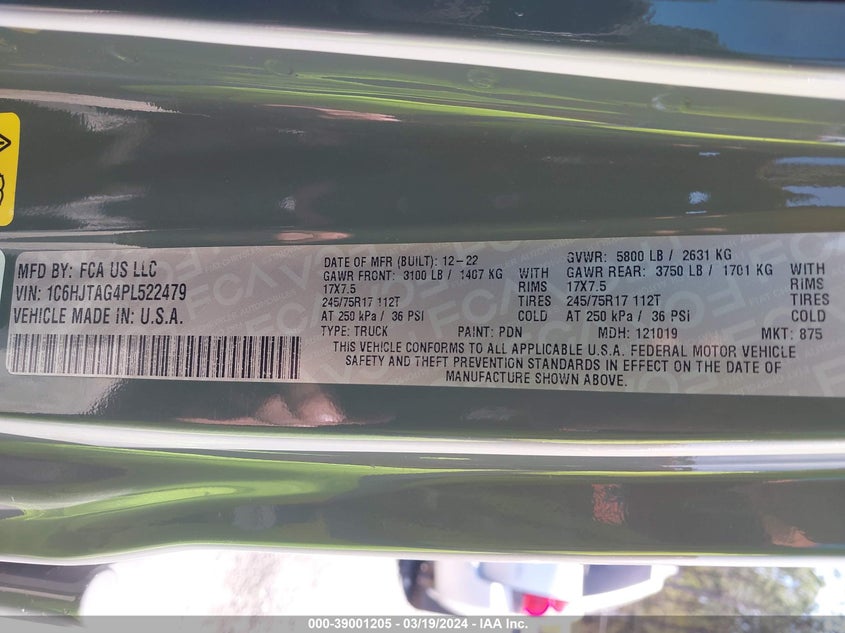 MFD BY: FCA US LLC
VIN: 1C6HJTAG4PL522479
VEHICLE MADE IN: U.S.A.
DATE OF MFR (BUILT): 12-22 GVWR: 5800 LB / 2631 KG
GAWR FRONT: 3100 LB / 1407 KG WITH GAWR REAR: 3750 LB / 1701 KG WITH
17X7.5 RIMS 17X7.5 RIMS
245/75R17 112T TIRES 245/75R17 112T TIRES
AT 250 kPa / 36 PSI COLD AT 250 kPa / 36 PSI COLD
TYPE: TRUCK PAINT: PDN MDH: 121019 MKT: 875
THIS VEHICLE CONFORMS TO ALL APPLICABLE U.S.A. FEDERAL MOTOR VEHICLE
SAFETY AND THEFT PREVENTION STANDARDS IN EFFECT ON THE DATE OF
MANUFACTURE SHOWN ABOVE.
000-39001205 - 03/19/2024 - IAA Inc.